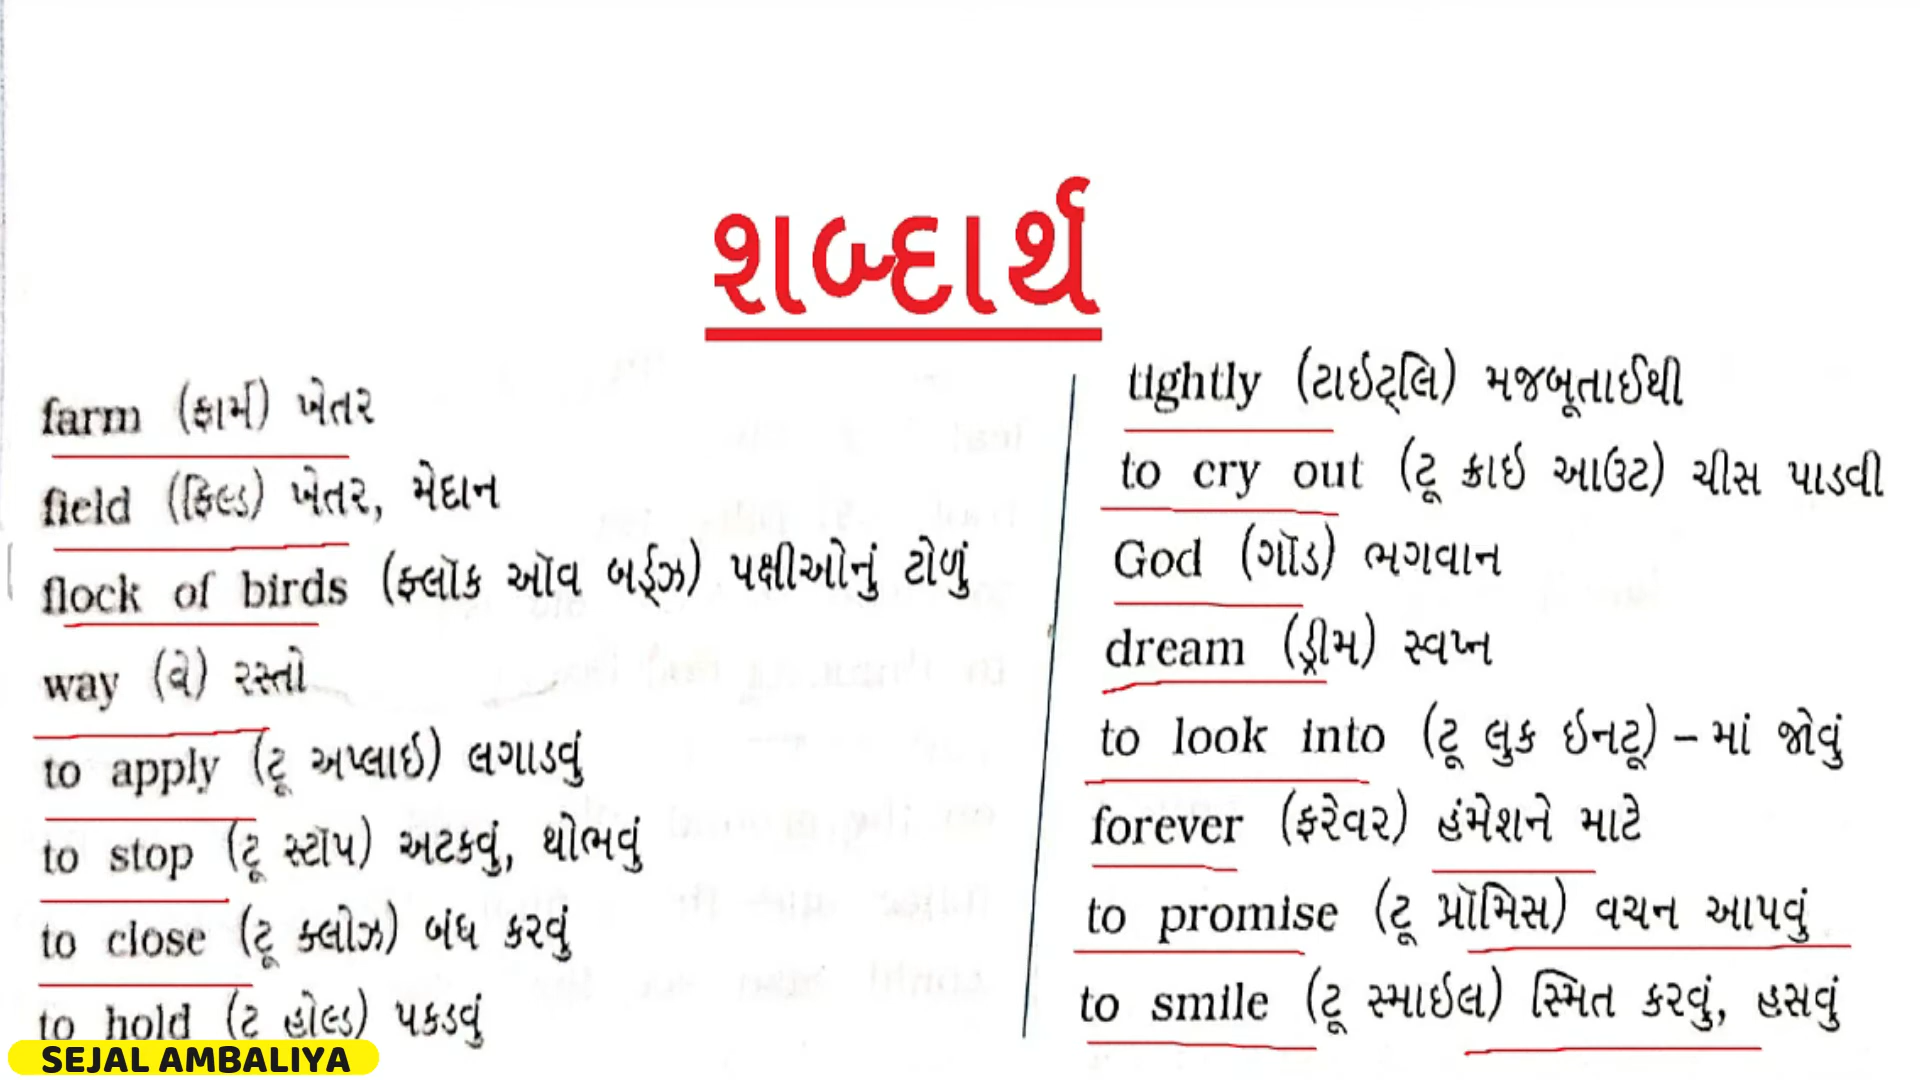 શબ્દાર્થ
farm (ફાર્મ) ખેતર
field (ફિલ્ડ) ખેતર, મેદાન
flock of birds (ફ્લૉક ઑવ બર્ડ્ઝ) પક્ષીઓનું ટોળું
way (વે) રસ્તો
to apply (ટૂ અપ્લાઇ) લગાડવું
to stop (ટૂ સ્ટૉપ) અટકવું, થોભવું
to close (ટૂ ક્લોઝ) બંધ કરવું
to hold (ટૂ હોલ્ડ) પકડવું
tightly (ટાઇટ્લિ) મજબૂતાઈથી
to cry out (ટૂ ક્રાઇ આઉટ) ચીસ પાડવી
God (ગૉડ) ભગવાન
dream (ડ્રીમ) સ્વપ્ન
to look into (ટૂ લુક ઇનટૂ) – માં જોવું
forever (ફરેવર) હંમેશને માટે
to promise (ટૂ પ્રૉમિસ) વચન આપવું
to smile (ટૂ સ્માઇલ) સ્મિત કરવું, હસવું
SEJAL AMBALIYA